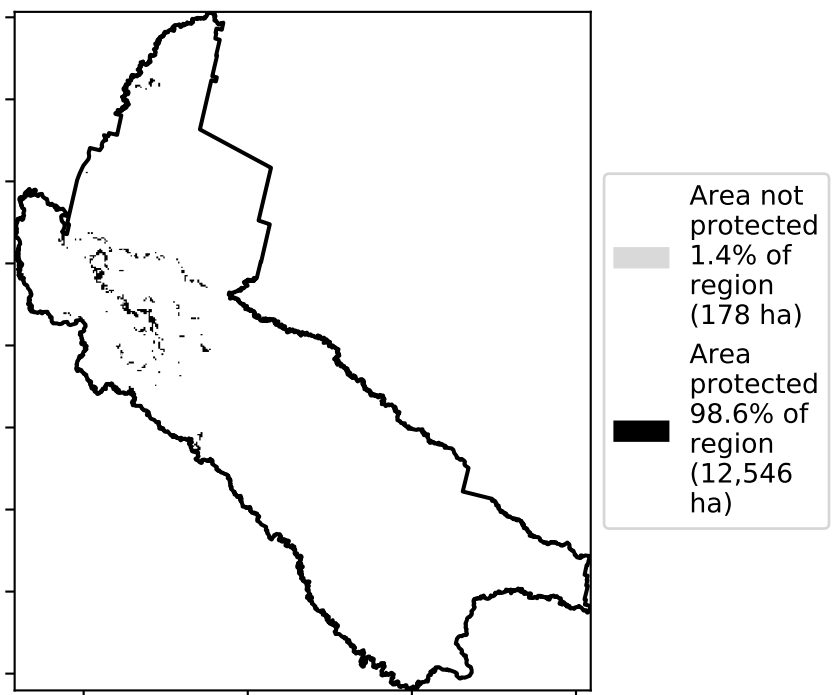 Area not
protected
1.4% of
region
(178 ha)
Area
protected
98.6% of
region
(12,546
ha)